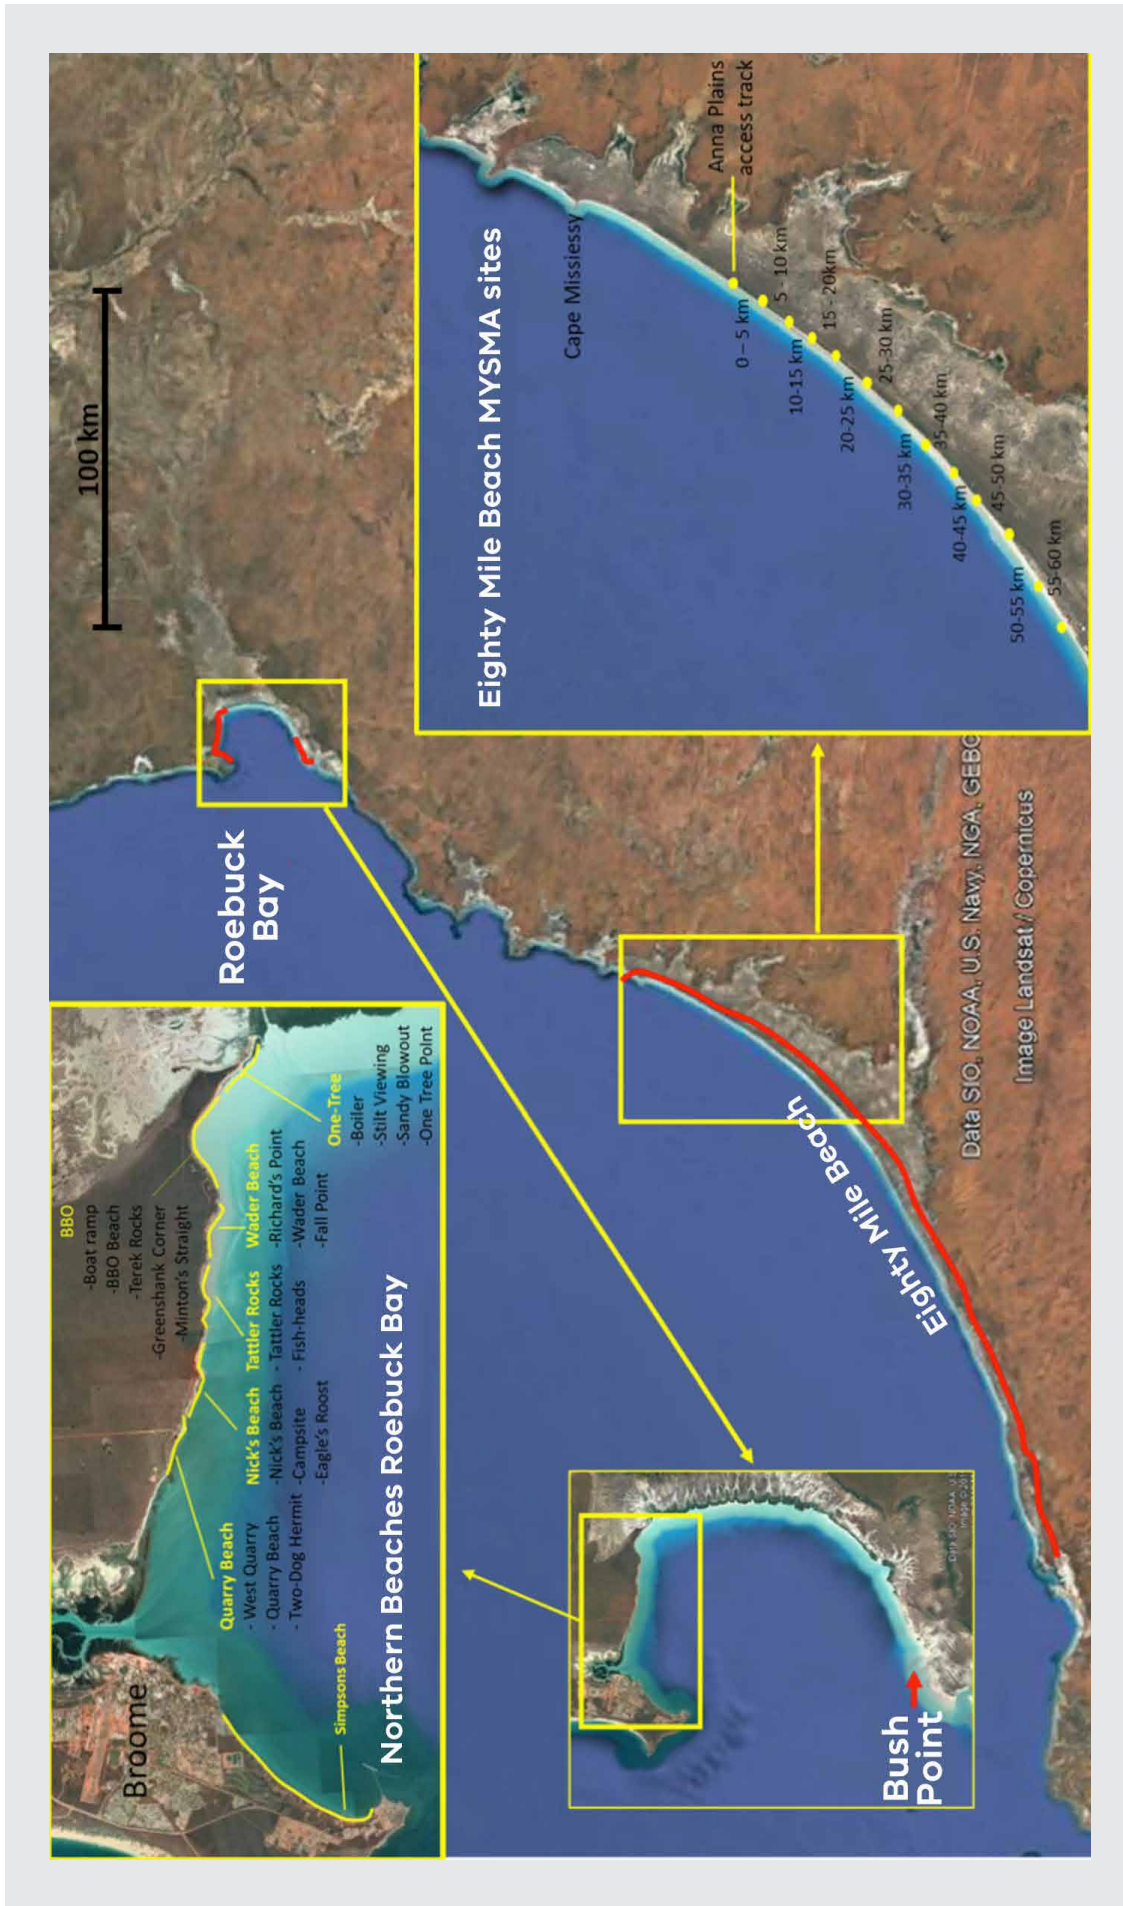 Broome
BBO
-Boat ramp
-BBO Beach
-Terek Rocks
-Greenshank Corner
-Minton's Straight
Quarry Beach
- West Quarry
- Quarry Beach
- Two-Dog Hermit
Nick's Beach
-Nick's Beach
-Campsite
-Eagle's Roost
Tattler Rocks
- Tattler Rocks
- Fish-heads
Wader Beach
-Richard's Point
-Wader Beach
-Fall Point
One-Tree
-Boiler
-Stilt Viewing
-Sandy Blowout
-One Tree Point
Simpsons Beach
Northern Beaches Roebuck Bay
Roebuck
Bay
100 km
Bush
Point
Eighty Mile Beach
Eighty Mile Beach MYSMA sites
Cape Missiessy
Anna Plains
access track
0 – 5 km
5 - 10 km
10-15 km
15 - 20km
20-25 km
25-30 km
30-35 km
35-40 km
40-45 km
45-50 km
50-55 km
55-60 km
Data SIO, NOAA, U.S. Navy, NGA, GEBC
Image Landsat / Copernicus
Data SIO, NOAA, U.S